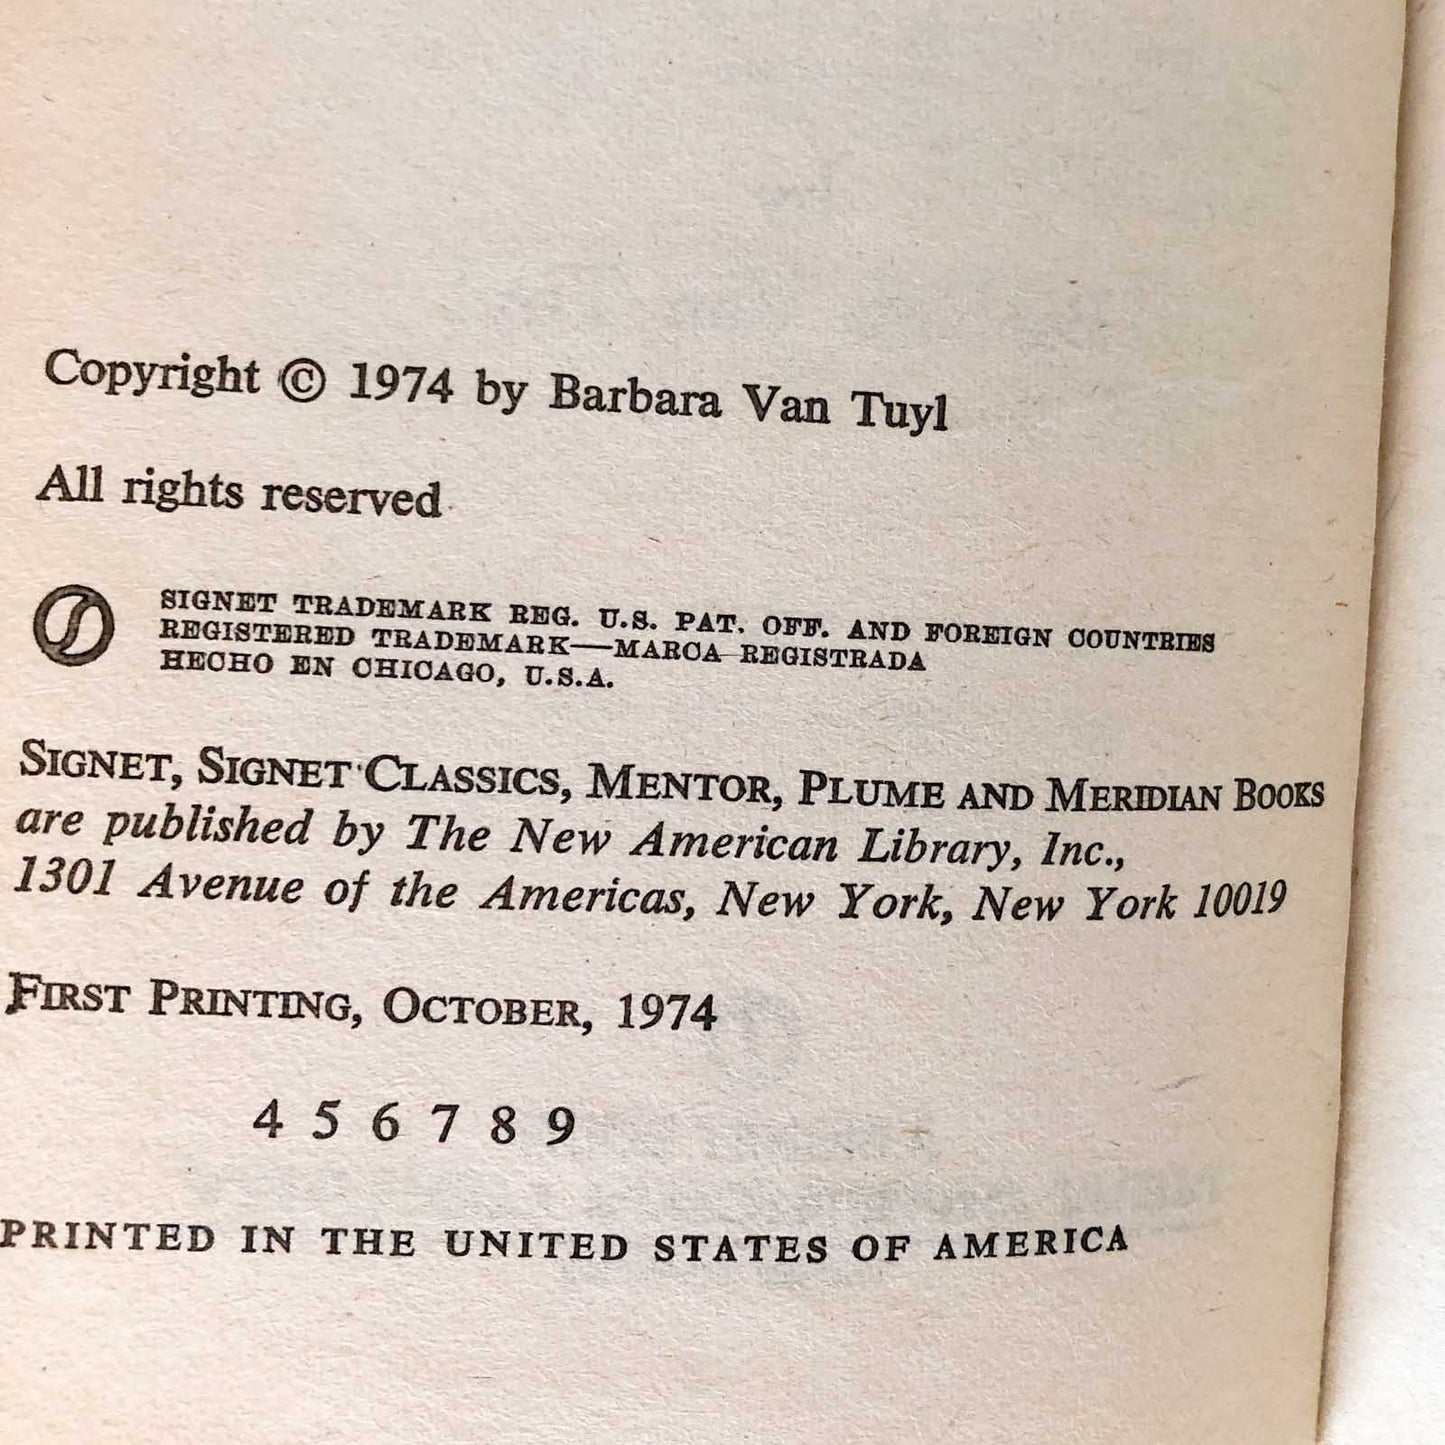 Copyright © 1974 by Barbara Van Tuyl
All rights reserved
SIGNET TRADEMARK REG. U.S. PAT. OFF. AND FOREIGN COUNTRIES
REGISTERED TRADEMARK—MARCA REGISTRADA
HECHO EN CHICAGO, U.S.A.
SIGNET, SIGNET CLASSICS, MENTOR, PLUME AND MERIDIAN BOOKS
are published by The New American Library, Inc.,
1301 Avenue of the Americas, New York, New York 10019
FIRST PRINTING, OCTOBER, 1974
4 5 6 7 8 9
PRINTED IN THE UNITED STATES OF AMERICA